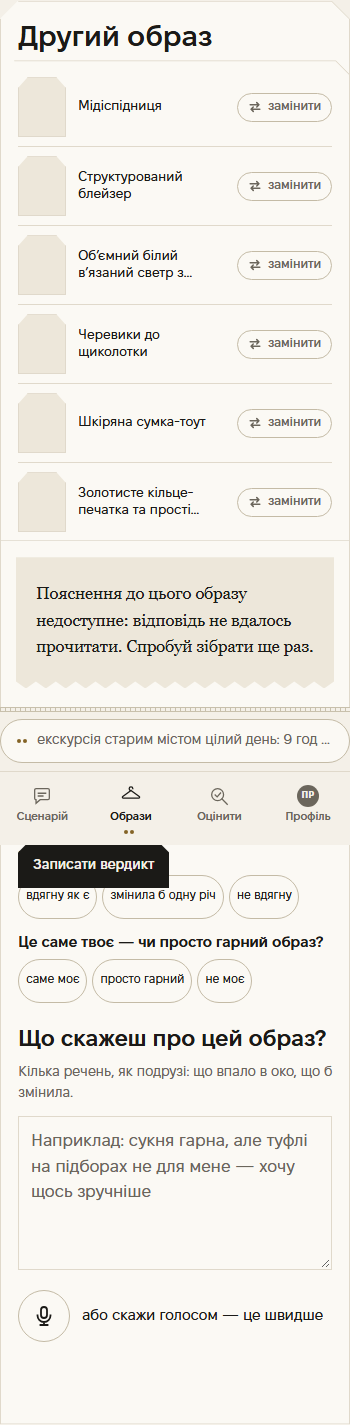 Другий образ
Мідіспідниця
замінити
Структурований
блейзер
замінити
Об’ємний білий
в’язаний светр з...
замінити
Черевики до
щиколотки
замінити
Шкіряна сумка-тоут
замінити
Золотисте кільце-
печатка та прості...
замінити
Пояснення до цього образу
недоступне: відповідь не вдалось
прочитати. Спробуй зібрати ще раз.
екскурсія старим містом цілий день: 9 год ...
Сценарій
Образи
Оцінити
ПР
Профіль
Записати вердикт
вдягну як є
змінила б одну річ
не вдягну
Це саме твоє — чи просто гарний образ?
саме моє
просто гарний
не моє
Що скажеш про цей образ?
Кілька речень, як подрузі: що впало в око, що б
змінила.
Наприклад: сукня гарна, але туфлі
на підборах не для мене — хочу
щось зручніше
або скажи голосом — це швидше